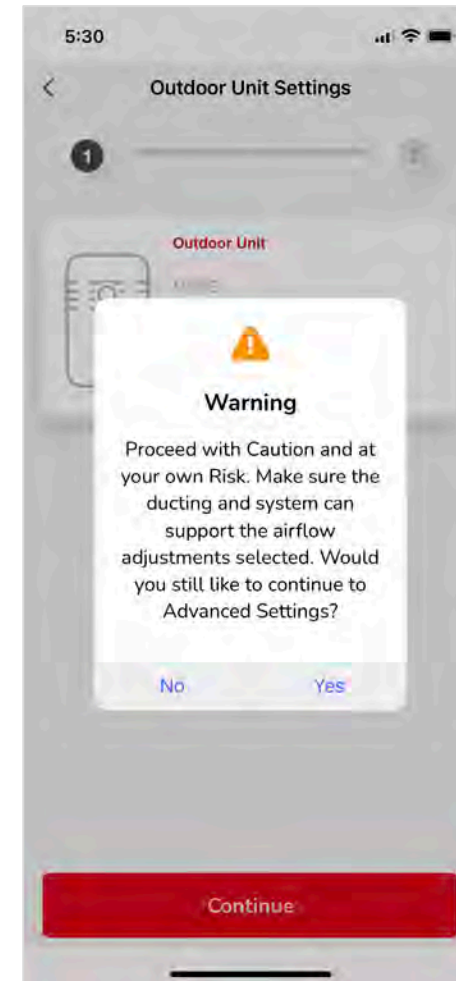 5:30
Outdoor Unit Settings
1
Outdoor Unit
Warning
Proceed with Caution and at
your own Risk. Make sure the
ducting and system can
support the airflow
adjustments selected. Would
you still like to continue to
Advanced Settings?
No Yes
Continue